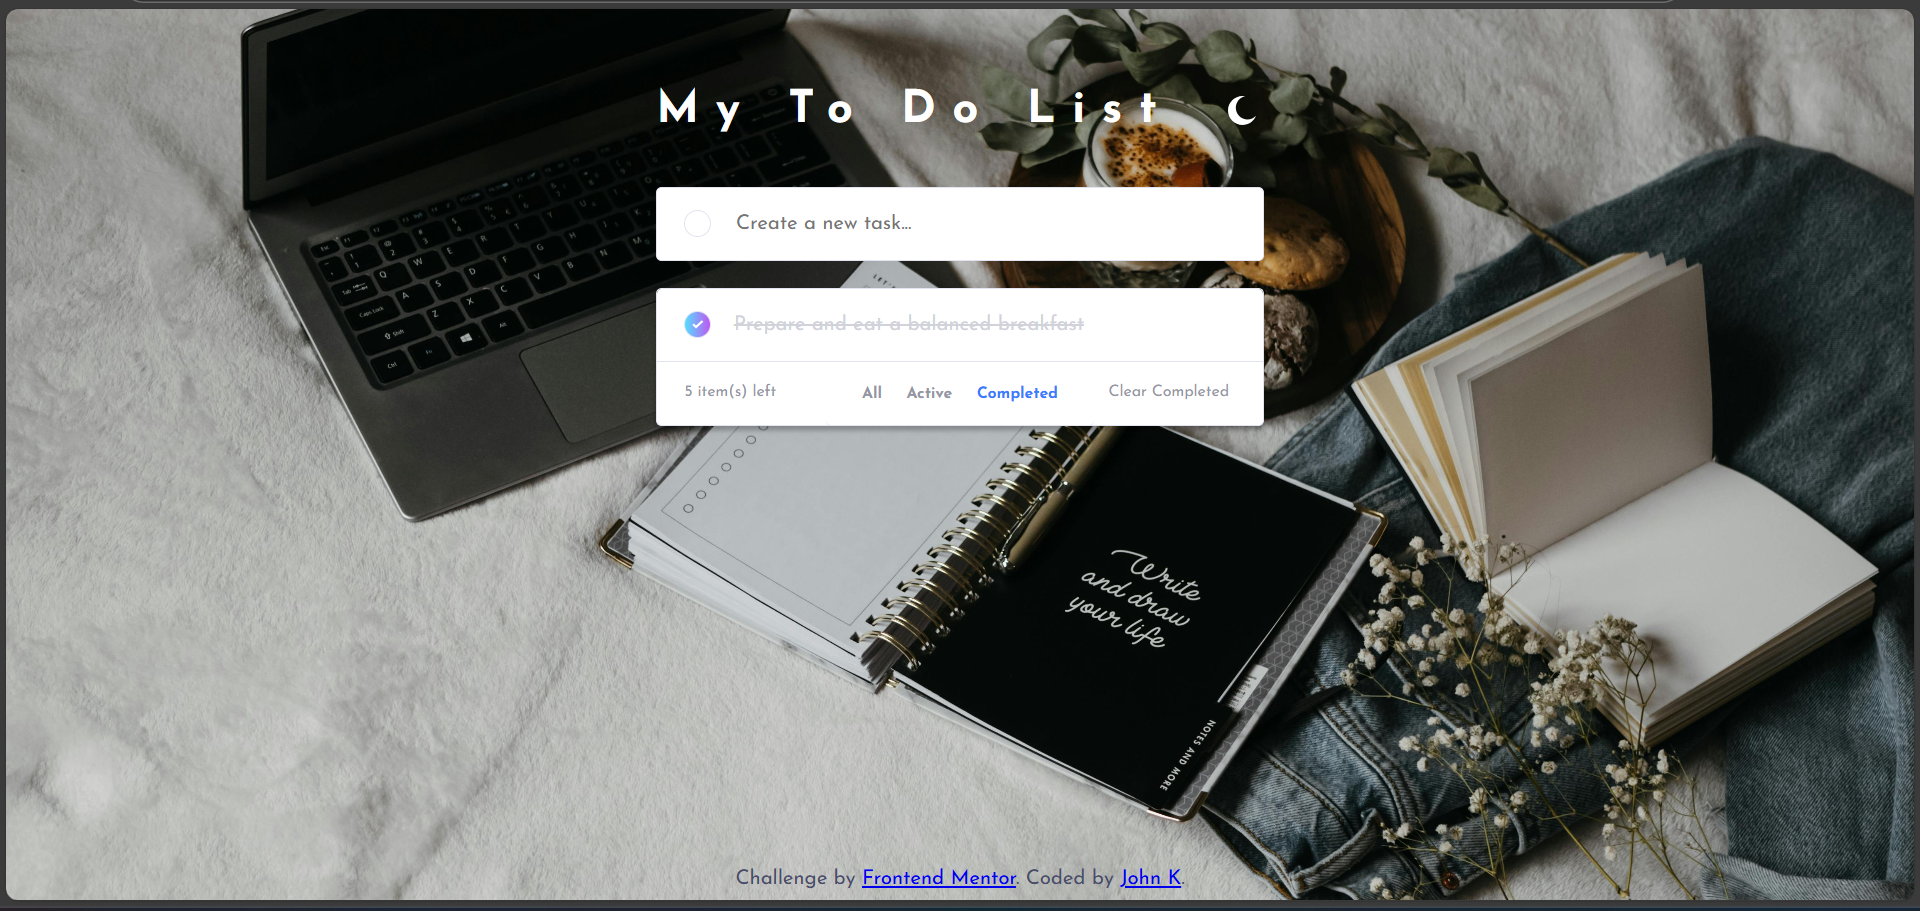 My To Do List
Create a new task...
LET'S
Prepare and eat a balanced breakfast
5 item(s) left All Active Completed Clear Completed
Write
and draw
your life
NOTES AND MORE
Challenge by Frontend Mentor. Coded by John K.